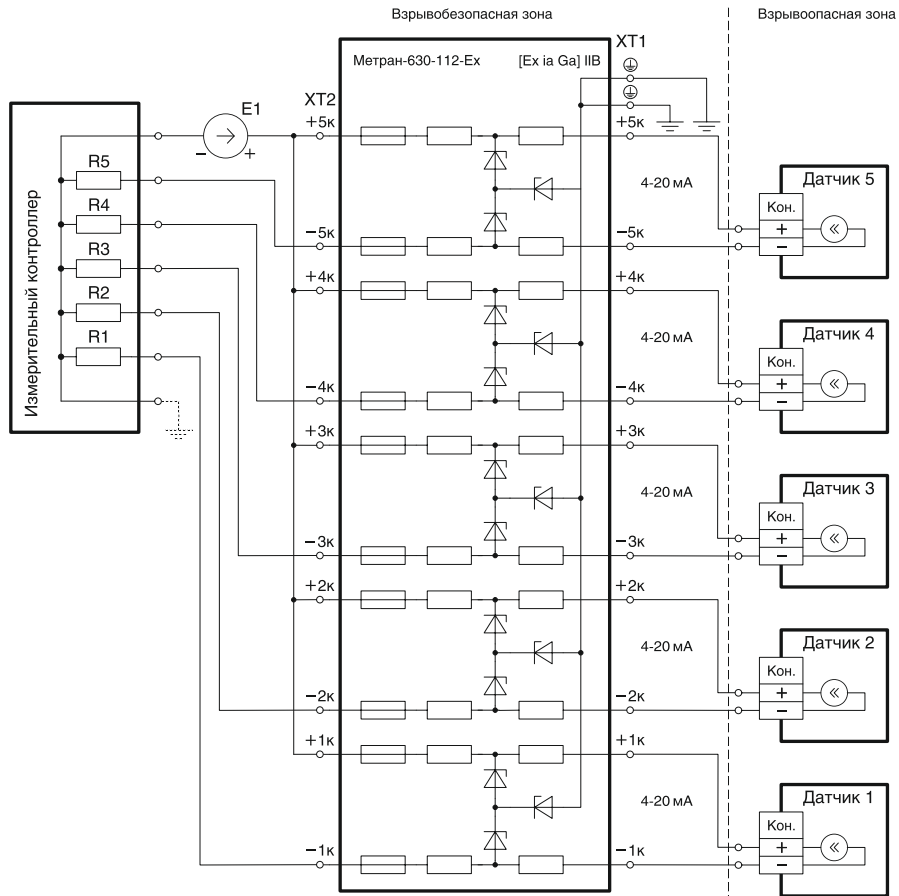 Взрывобезопасная зона
Взрывоопасная зона
Метран-630-112-Ex
[Ex ia Ga] IIB
XT1
XT2
E1
− +
Измерительный контроллер
R5
R4
R3
R2
R1
+5к
−5к
+4к
−4к
+3к
−3к
+2к
−2к
+1к
−1к
+5к
4-20 мА
−5к
+4к
4-20 мА
−4к
+3к
4-20 мА
−3к
+2к
4-20 мА
−2к
+1к
4-20 мА
−1к
Датчик 5
Кон.
+
−
Датчик 4
Кон.
+
−
Датчик 3
Кон.
+
−
Датчик 2
Кон.
+
−
Датчик 1
Кон.
+
−